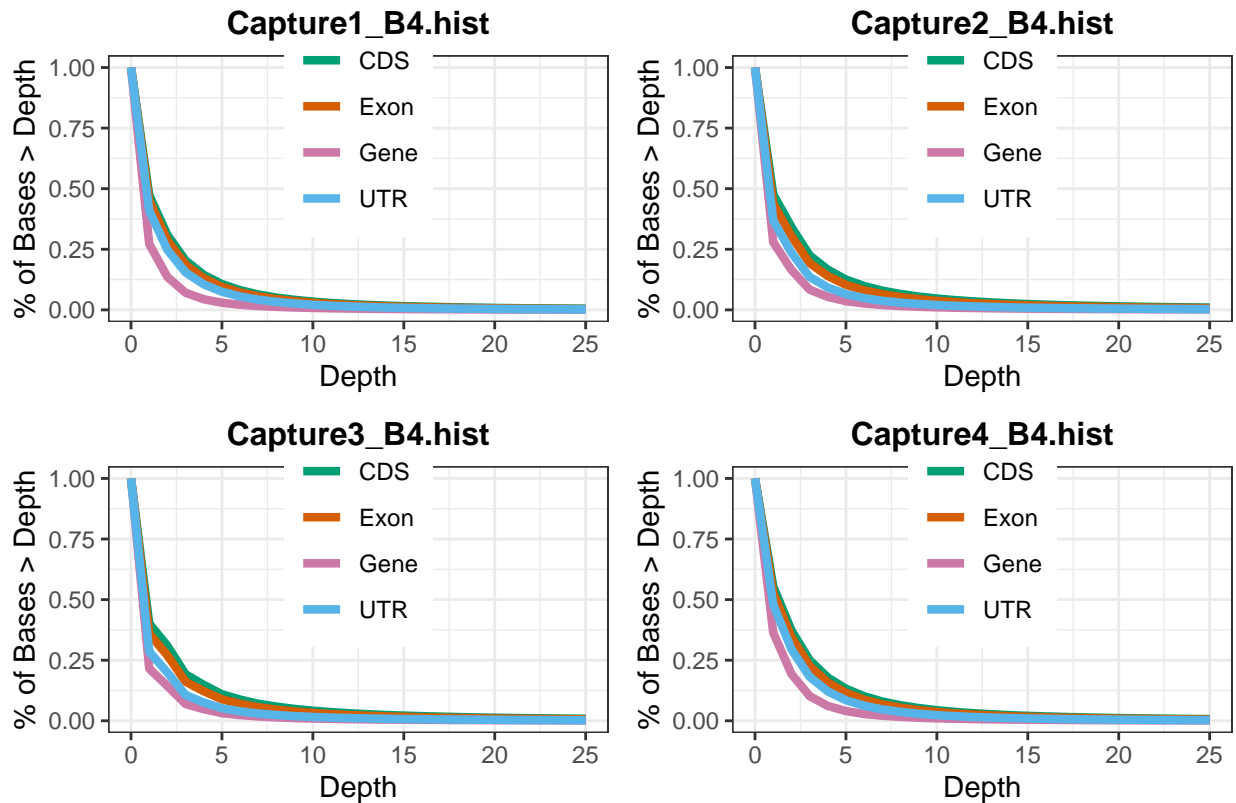 Capture1_B4.hist
% of Bases > Depth
1.00
0.75
0.50
0.25
0.00
CDS
Exon
Gene
UTR
0 5 10 15 20 25
Depth
Capture2_B4.hist
% of Bases > Depth
1.00
0.75
0.50
0.25
0.00
CDS
Exon
Gene
UTR
0 5 10 15 20 25
Depth
Capture3_B4.hist
% of Bases > Depth
1.00
0.75
0.50
0.25
0.00
CDS
Exon
Gene
UTR
0 5 10 15 20 25
Depth
Capture4_B4.hist
% of Bases > Depth
1.00
0.75
0.50
0.25
0.00
CDS
Exon
Gene
UTR
0 5 10 15 20 25
Depth